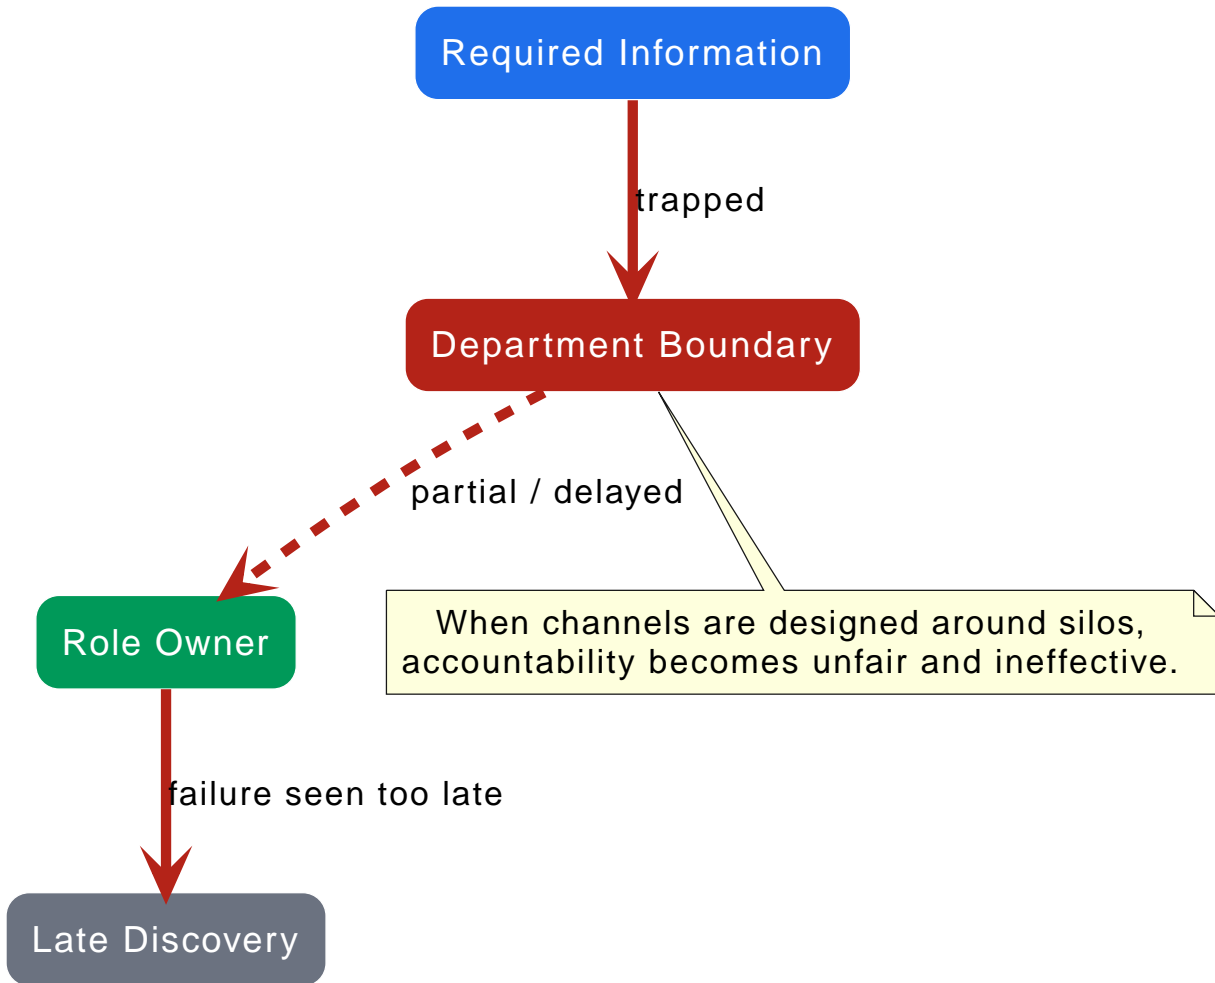 Required Information
trapped
Department Boundary
partial / delayed
When channels are designed around silos,
accountability becomes unfair and ineffective.
Role Owner
failure seen too late
Late Discovery